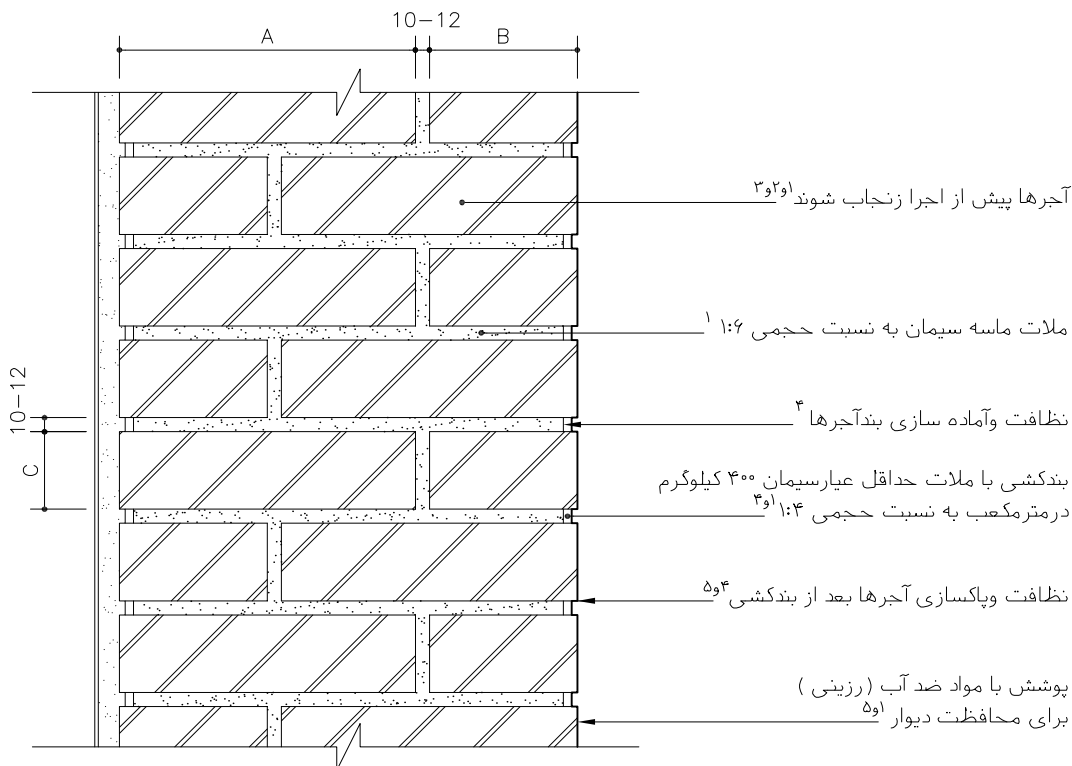 10-12
A
B
آجرها پیش از اجرا زنجاب شوند ۱و۲و۳
ملات ماسه سیمان به نسبت حجمی ۱:۶ ۱
10-12
نظافت وآماده سازی بندآجرها ۴
C
بندکشی با ملات حداقل عیارسیمان ۴۰۰ کیلوگرم
درمترمکعب به نسبت حجمی ۱:۴ ۱و۴
نظافت وپاکسازی آجرها بعد از بندکشی ۴و۵
پوشش با مواد ضد آب (رزینی )
برای محافظت دیوار ۱و۵